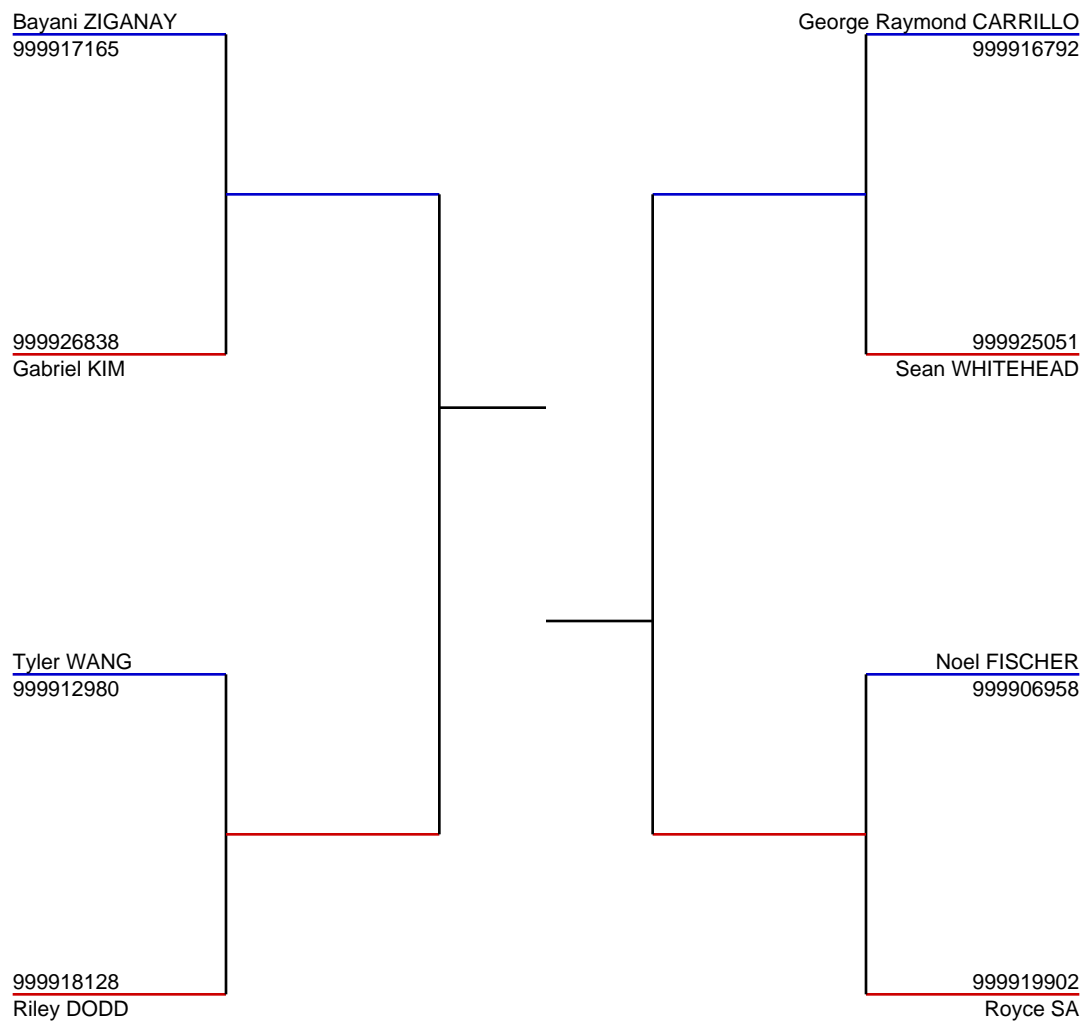 Bayani ZIGANAY
999917165
999926838
Gabriel KIM
Tyler WANG
999912980
999918128
Riley DODD
George Raymond CARRILLO
999916792
999925051
Sean WHITEHEAD
Noel FISCHER
999906958
999919902
Royce SA